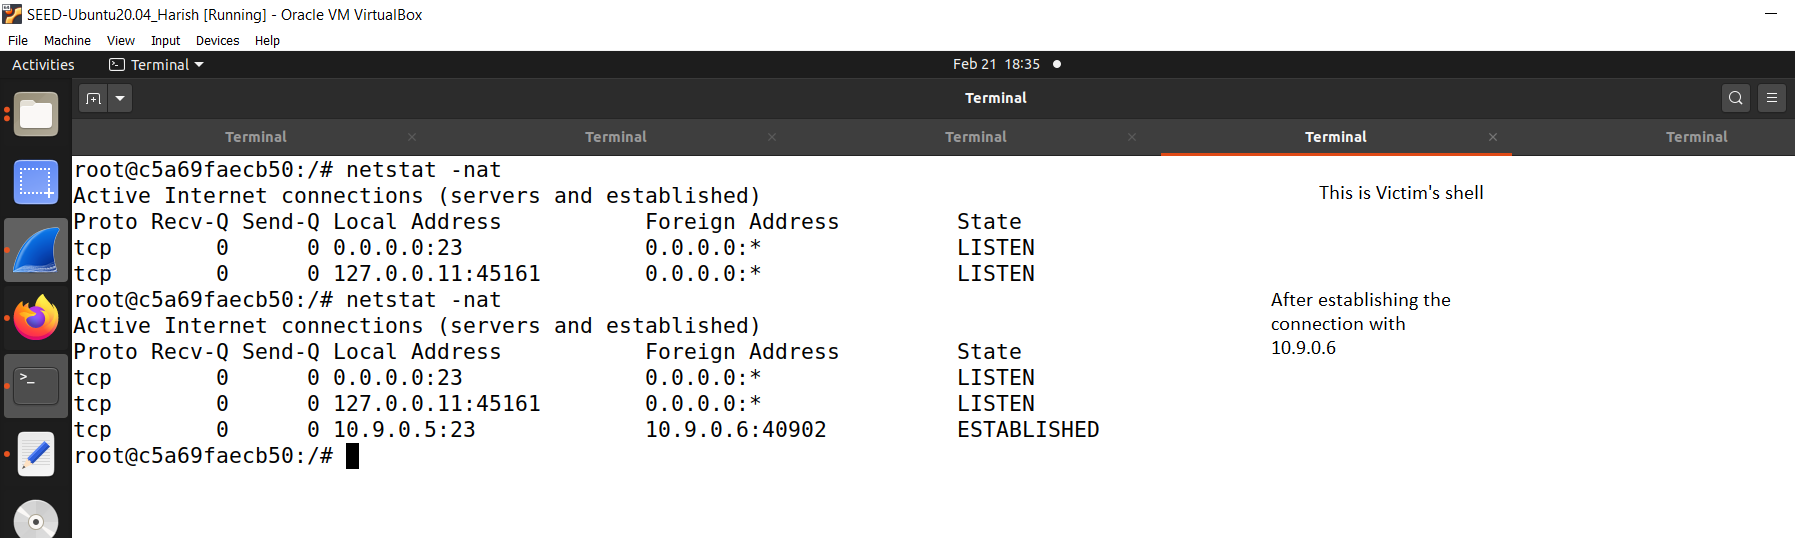 SEED-Ubuntu20.04_Harish [Running] - Oracle VM VirtualBox
File Machine View Input Devices Help
Activities Terminal Feb 21 18:35
Terminal
Terminal Terminal Terminal Terminal Terminal
root@c5a69faecb50:/# netstat -nat
Active Internet connections (servers and established)
This is Victim's shell
Proto Recv-Q Send-Q Local Address Foreign Address State
tcp 0 0 0.0.0.0:23 0.0.0.0:* LISTEN
tcp 0 0 127.0.0.11:45161 0.0.0.0:* LISTEN
root@c5a69faecb50:/# netstat -nat
Active Internet connections (servers and established)
Proto Recv-Q Send-Q Local Address Foreign Address State
tcp 0 0 0.0.0.0:23 0.0.0.0:* LISTEN
tcp 0 0 127.0.0.11:45161 0.0.0.0:* LISTEN
tcp 0 0 10.9.0.5:23 10.9.0.6:40902 ESTABLISHED
root@c5a69faecb50:/#
After establishing the
connection with
10.9.0.6